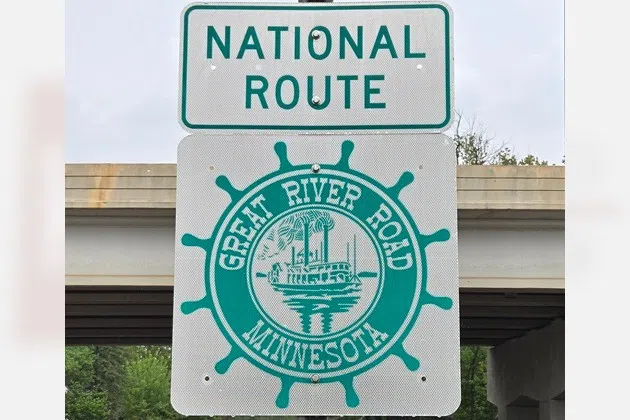 NATIONAL
ROUTE
GREAT RIVER ROAD
MINNESOTA